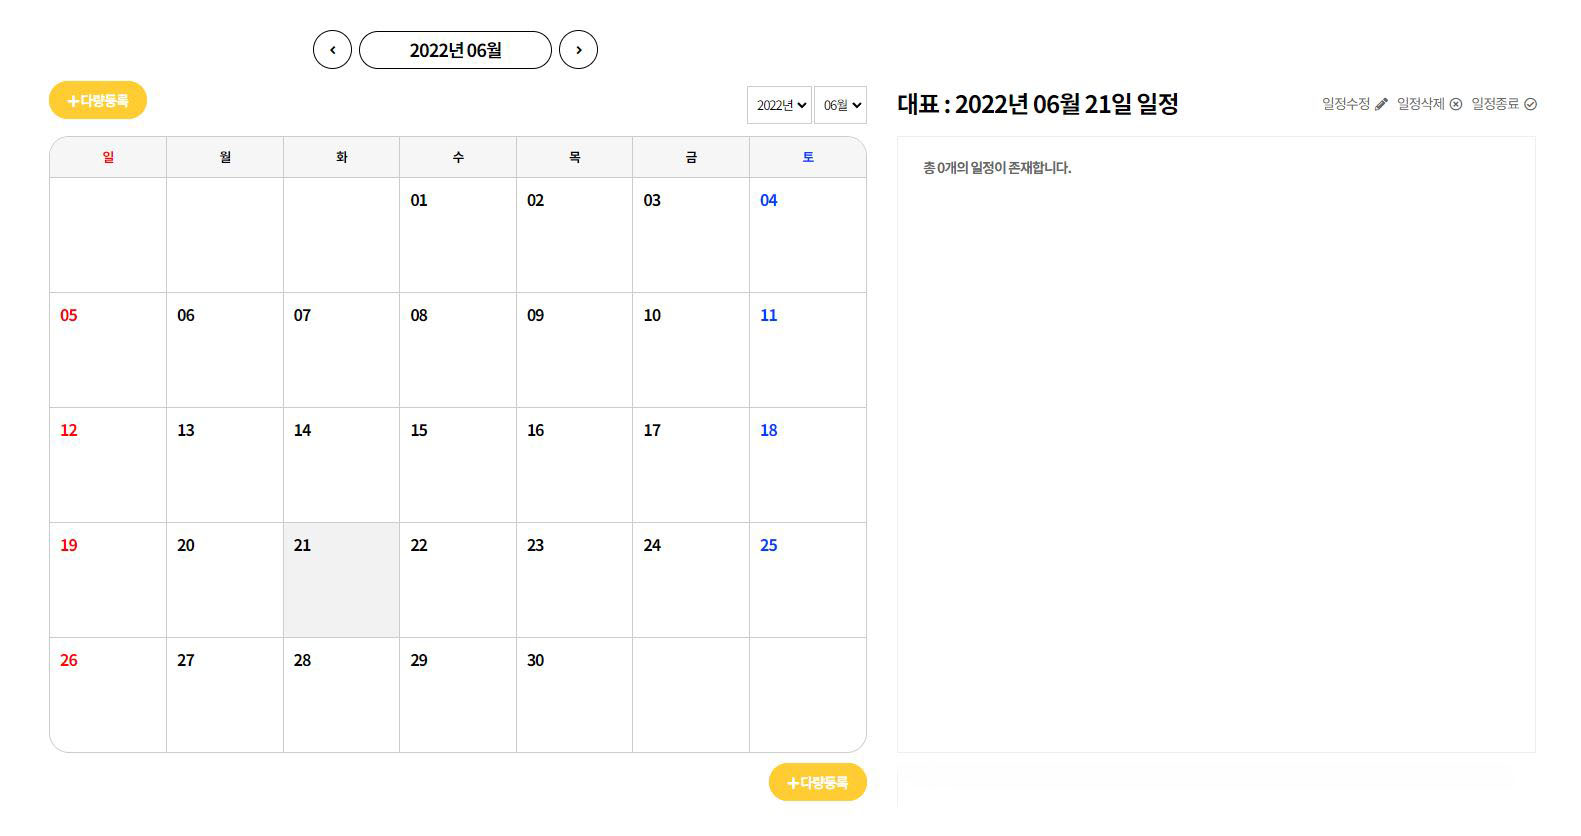 2022년 06월
다량등록
2022년 06월
일 월 화 수 목 금 토
01 02 03 04
05 06 07 08 09 10 11
12 13 14 15 16 17 18
19 20 21 22 23 24 25
26 27 28 29 30
다량등록
대표 : 2022년 06월 21일 일정
일정수정 일정삭제 일정종료
총 0개의 일정이 존재합니다.